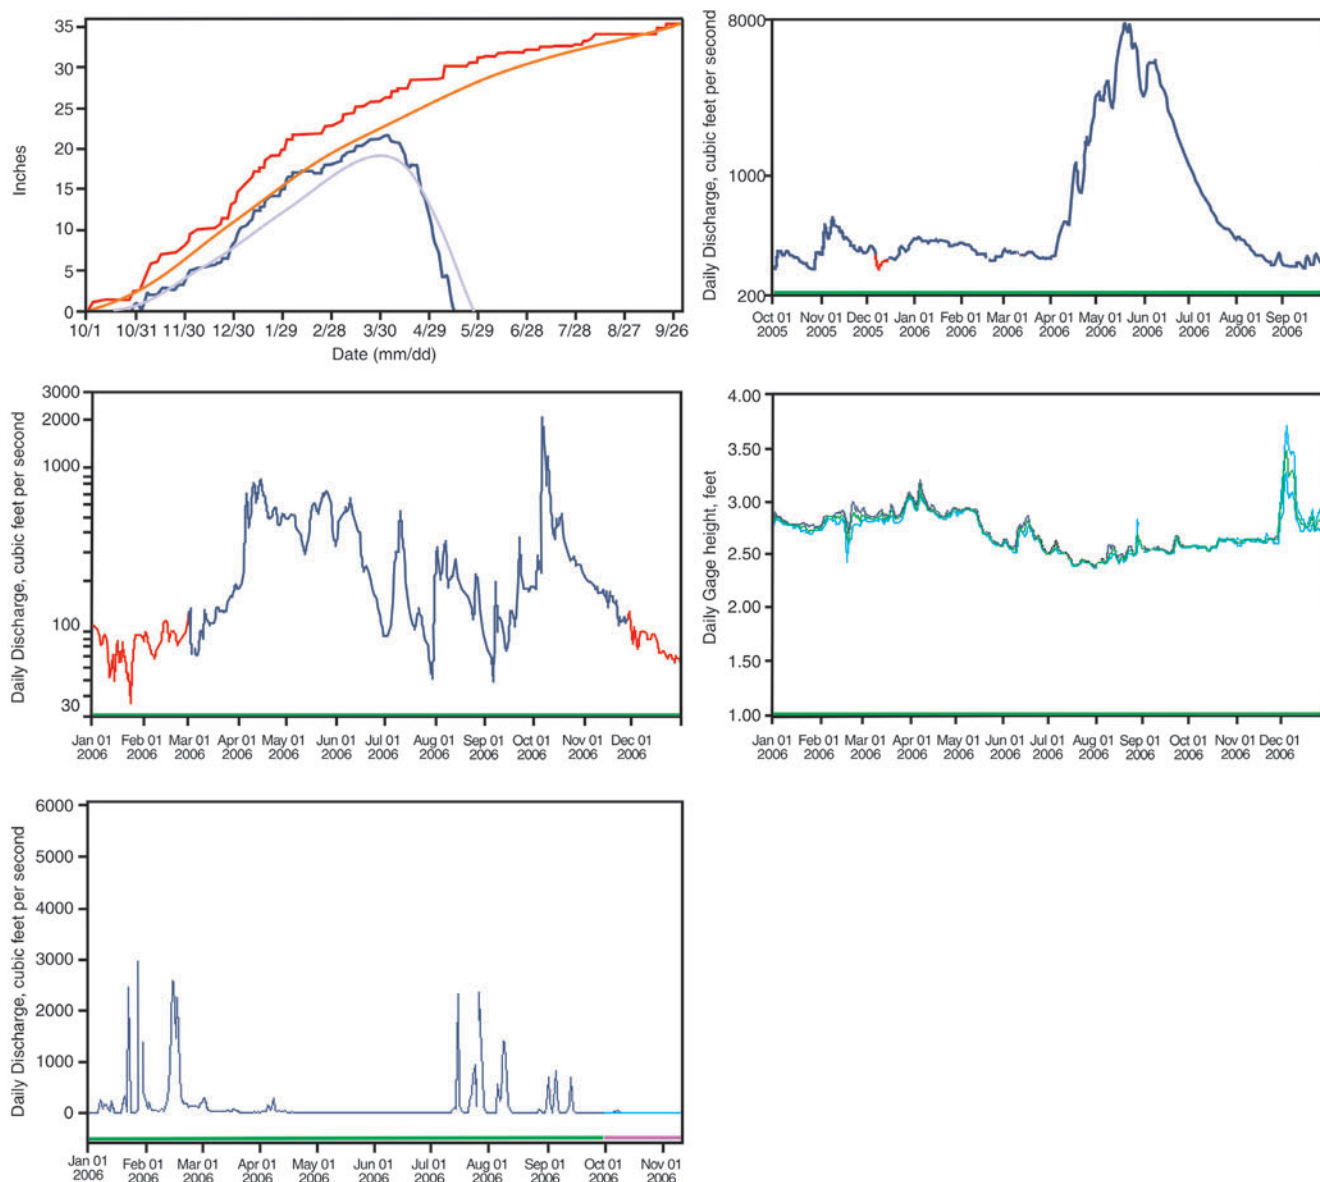 35
30
25
20
15
10
5
0
Inches
10/1 10/31 11/30 12/30 1/29 2/28 3/30 4/29 5/29 6/28 7/28 8/27 9/26
Date (mm/dd)
8000
1000
200
Daily Discharge, cubic feet per second
Oct 01 Nov 01 Dec 01 Jan 01 Feb 01 Mar 01 Apr 01 May 01 Jun 01 Jul 01 Aug 01 Sep 01
2005 2005 2005 2006 2006 2006 2006 2006 2006 2006 2006 2006
3000
2000
1000
100
30
Daily Discharge, cubic feet per second
Jan 01 Feb 01 Mar 01 Apr 01 May 01 Jun 01 Jul 01 Aug 01 Sep 01 Oct 01 Nov 01 Dec 01
2006 2006 2006 2006 2006 2006 2006 2006 2006 2006 2006 2006
4.00
3.50
3.00
2.50
2.00
1.50
1.00
Daily Gage height, feet
Jan 01 Feb 01 Mar 01 Apr 01 May 01 Jun 01 Jul 01 Aug 01 Sep 01 Oct 01 Nov 01 Dec 01
2006 2006 2006 2006 2006 2006 2006 2006 2006 2006 2006 2006
6000
5000
4000
3000
2000
1000
0
Daily Discharge, cubic feet per second
Jan 01 Feb 01 Mar 01 Apr 01 May 01 Jun 01 Jul 01 Aug 01 Sep 01 Oct 01 Nov 01
2006 2006 2006 2006 2006 2006 2006 2006 2006 2006 2006